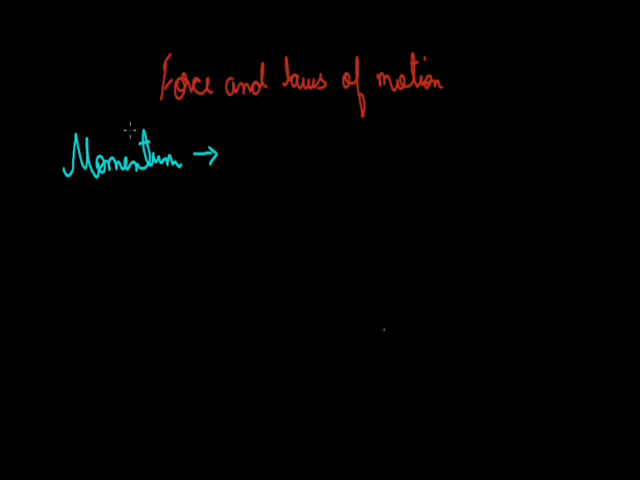 Force and laws of motion
Momentum →